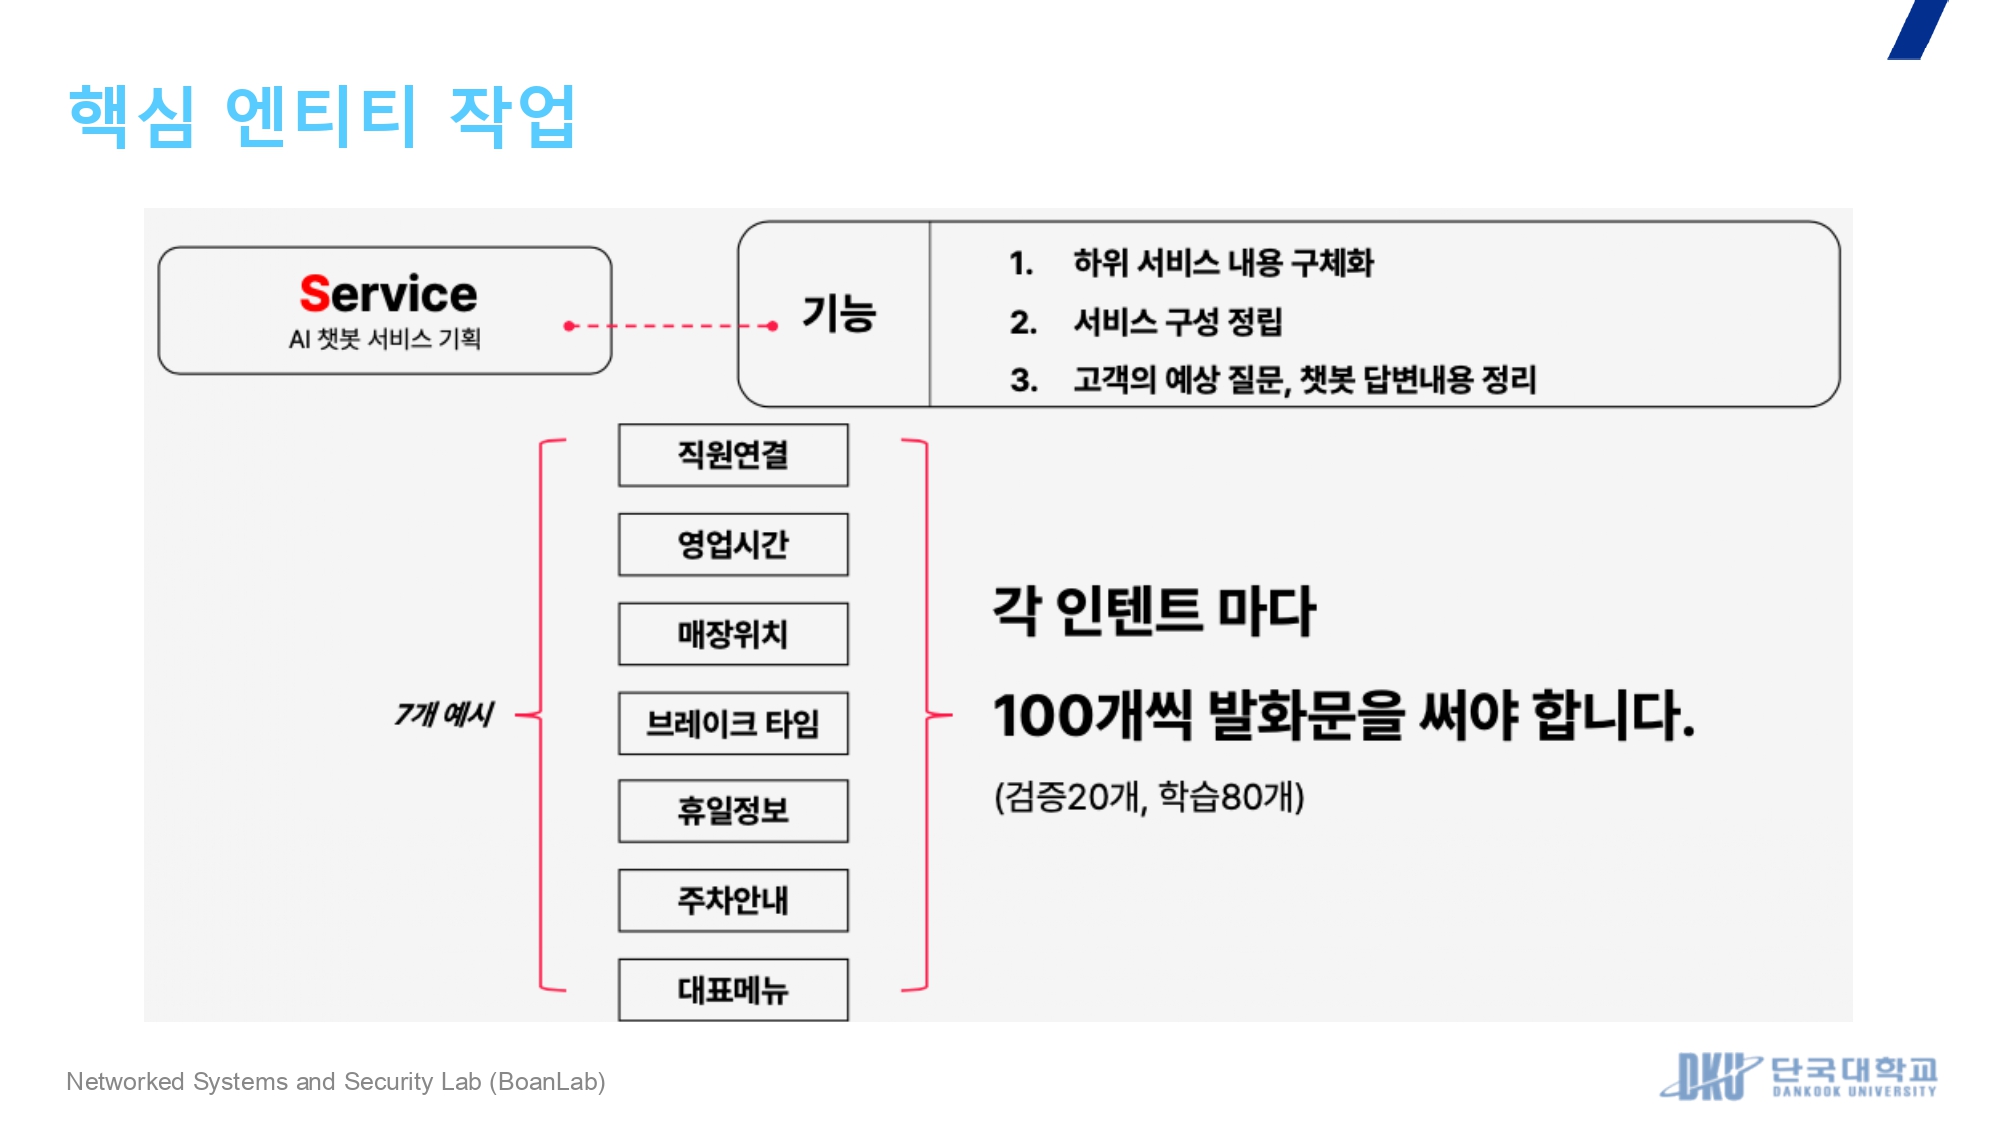 핵심 엔티티 작업
Service
AI 챗봇 서비스 기획
기능
1. 하위 서비스 내용 구체화
2. 서비스 구성 정립
3. 고객의 예상 질문, 챗봇 답변내용 정리
직원연결
영업시간
매장위치
브레이크 타임
휴일정보
주차안내
대표메뉴
7개 예시
각 인텐트 마다
100개씩 발화문을 써야 합니다.
(검증20개, 학습80개)
Networked Systems and Security Lab (BoanLab)
DKU 단국대학교
DANKOOK UNIVERSITY